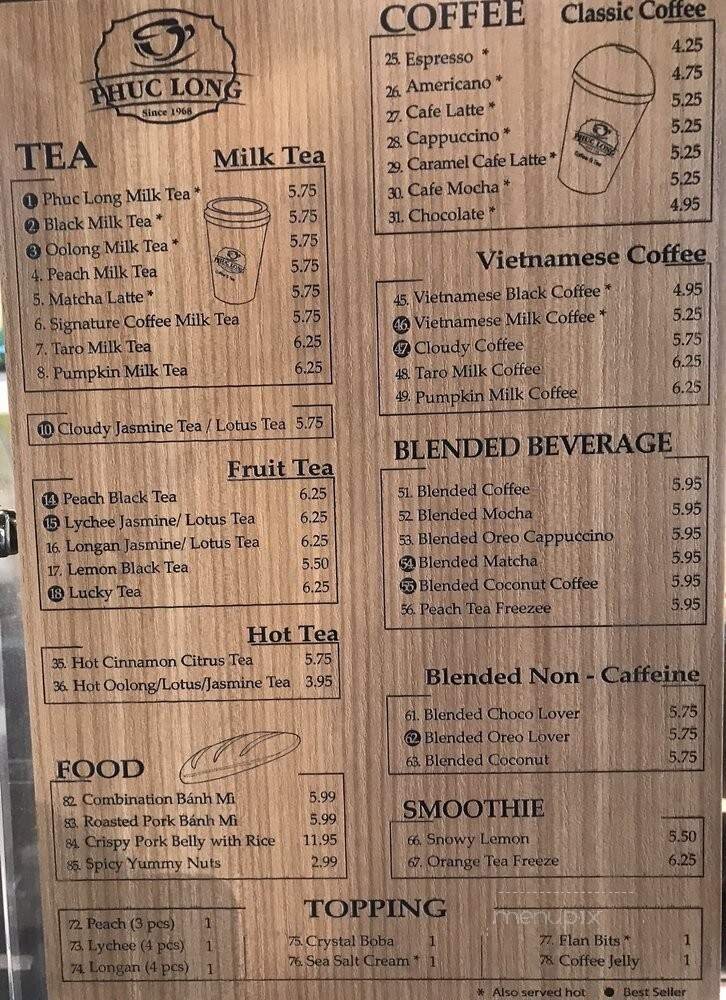 PHUC LONG
Since 1968
TEA
Milk Tea
1 Phuc Long Milk Tea * 5.75
2 Black Milk Tea * 5.75
3 Oolong Milk Tea * 5.75
4. Peach Milk Tea 5.75
5. Matcha Latte * 5.75
6. Signature Coffee Milk Tea 5.75
7. Taro Milk Tea 6.25
8. Pumpkin Milk Tea 6.25
PHUC LONG
10 Cloudy Jasmine Tea / Lotus Tea 5.75
Fruit Tea
14 Peach Black Tea 6.25
15 Lychee Jasmine/ Lotus Tea 6.25
16. Longan Jasmine/ Lotus Tea 6.25
17. Lemon Black Tea 5.50
18 Lucky Tea 6.25
Hot Tea
35. Hot Cinnamon Citrus Tea 5.75
36. Hot Oolong/Lotus/Jasmine Tea 3.95
FOOD
82. Combination Bánh Mì 5.99
83. Roasted Pork Bánh Mì 5.99
84. Crispy Pork Belly with Rice 11.95
85. Spicy Yummy Nuts 2.99
COFFEE
Classic Coffee
25. Espresso * 4.25
26. Americano * 4.75
27. Cafe Latte * 5.25
28. Cappuccino * 5.25
29. Caramel Cafe Latte * 5.25
30. Cafe Mocha * 5.25
31. Chocolate * 4.95
PHUC LONG
Coffee & Tea
Vietnamese Coffee
45. Vietnamese Black Coffee * 4.95
46 Vietnamese Milk Coffee * 5.25
47 Cloudy Coffee 5.75
48. Taro Milk Coffee 6.25
49. Pumpkin Milk Coffee 6.25
BLENDED BEVERAGE
51. Blended Coffee 5.95
52. Blended Mocha 5.95
53. Blended Oreo Cappuccino 5.95
54 Blended Matcha 5.95
55 Blended Coconut Coffee 5.95
56. Peach Tea Freezee 5.95
Blended Non - Caffeine
61. Blended Choco Lover 5.75
62 Blended Oreo Lover 5.75
63. Blended Coconut 5.75
SMOOTHIE
66. Snowy Lemon 5.50
67. Orange Tea Freeze 6.25
menupix
TOPPING
72. Peach (3 pcs) 1
73. Lychee (4 pcs) 1
74. Longan (4 pcs) 1
75. Crystal Boba 1
76. Sea Salt Cream * 1
77. Flan Bits * 1
78. Coffee Jelly 1
* Also served hot ● Best Seller